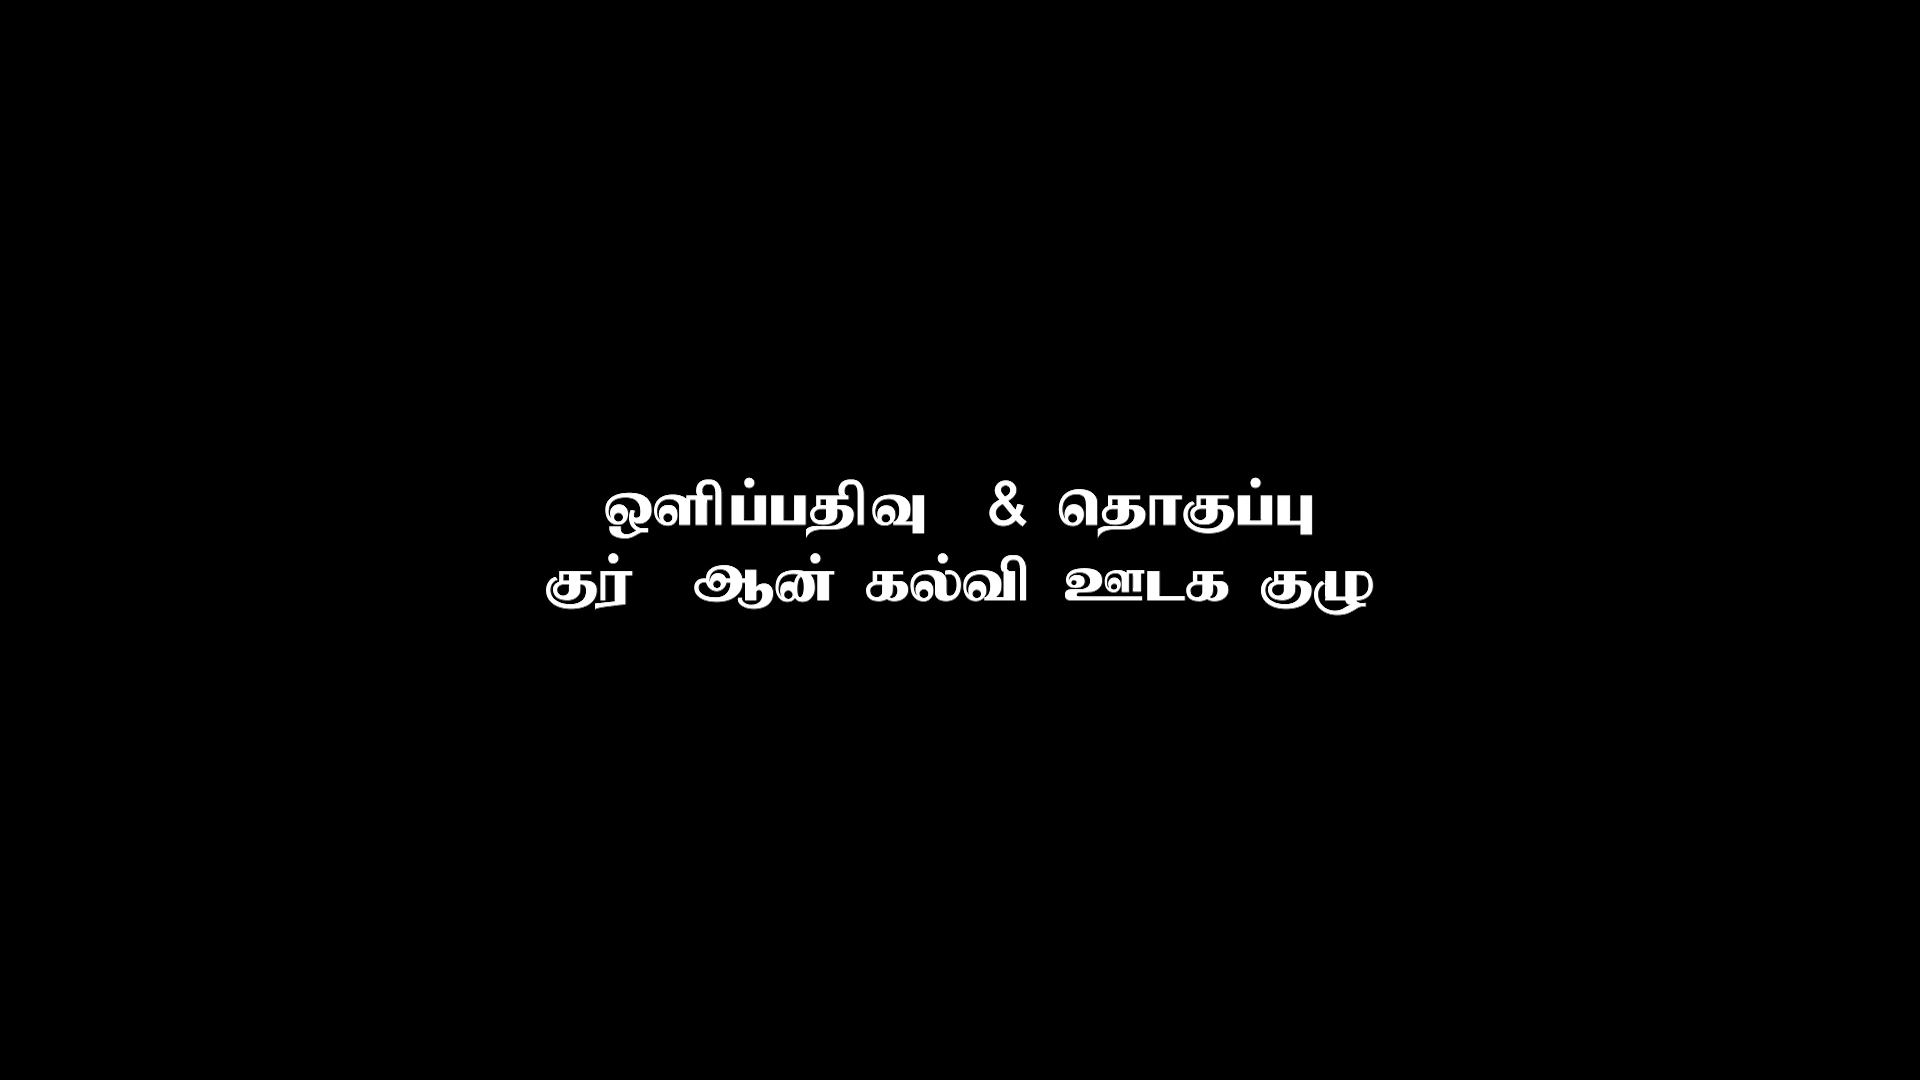 ஒளிப்பதிவு & தொகுப்பு
குர் ஆன் கல்வி ஊடக குழு